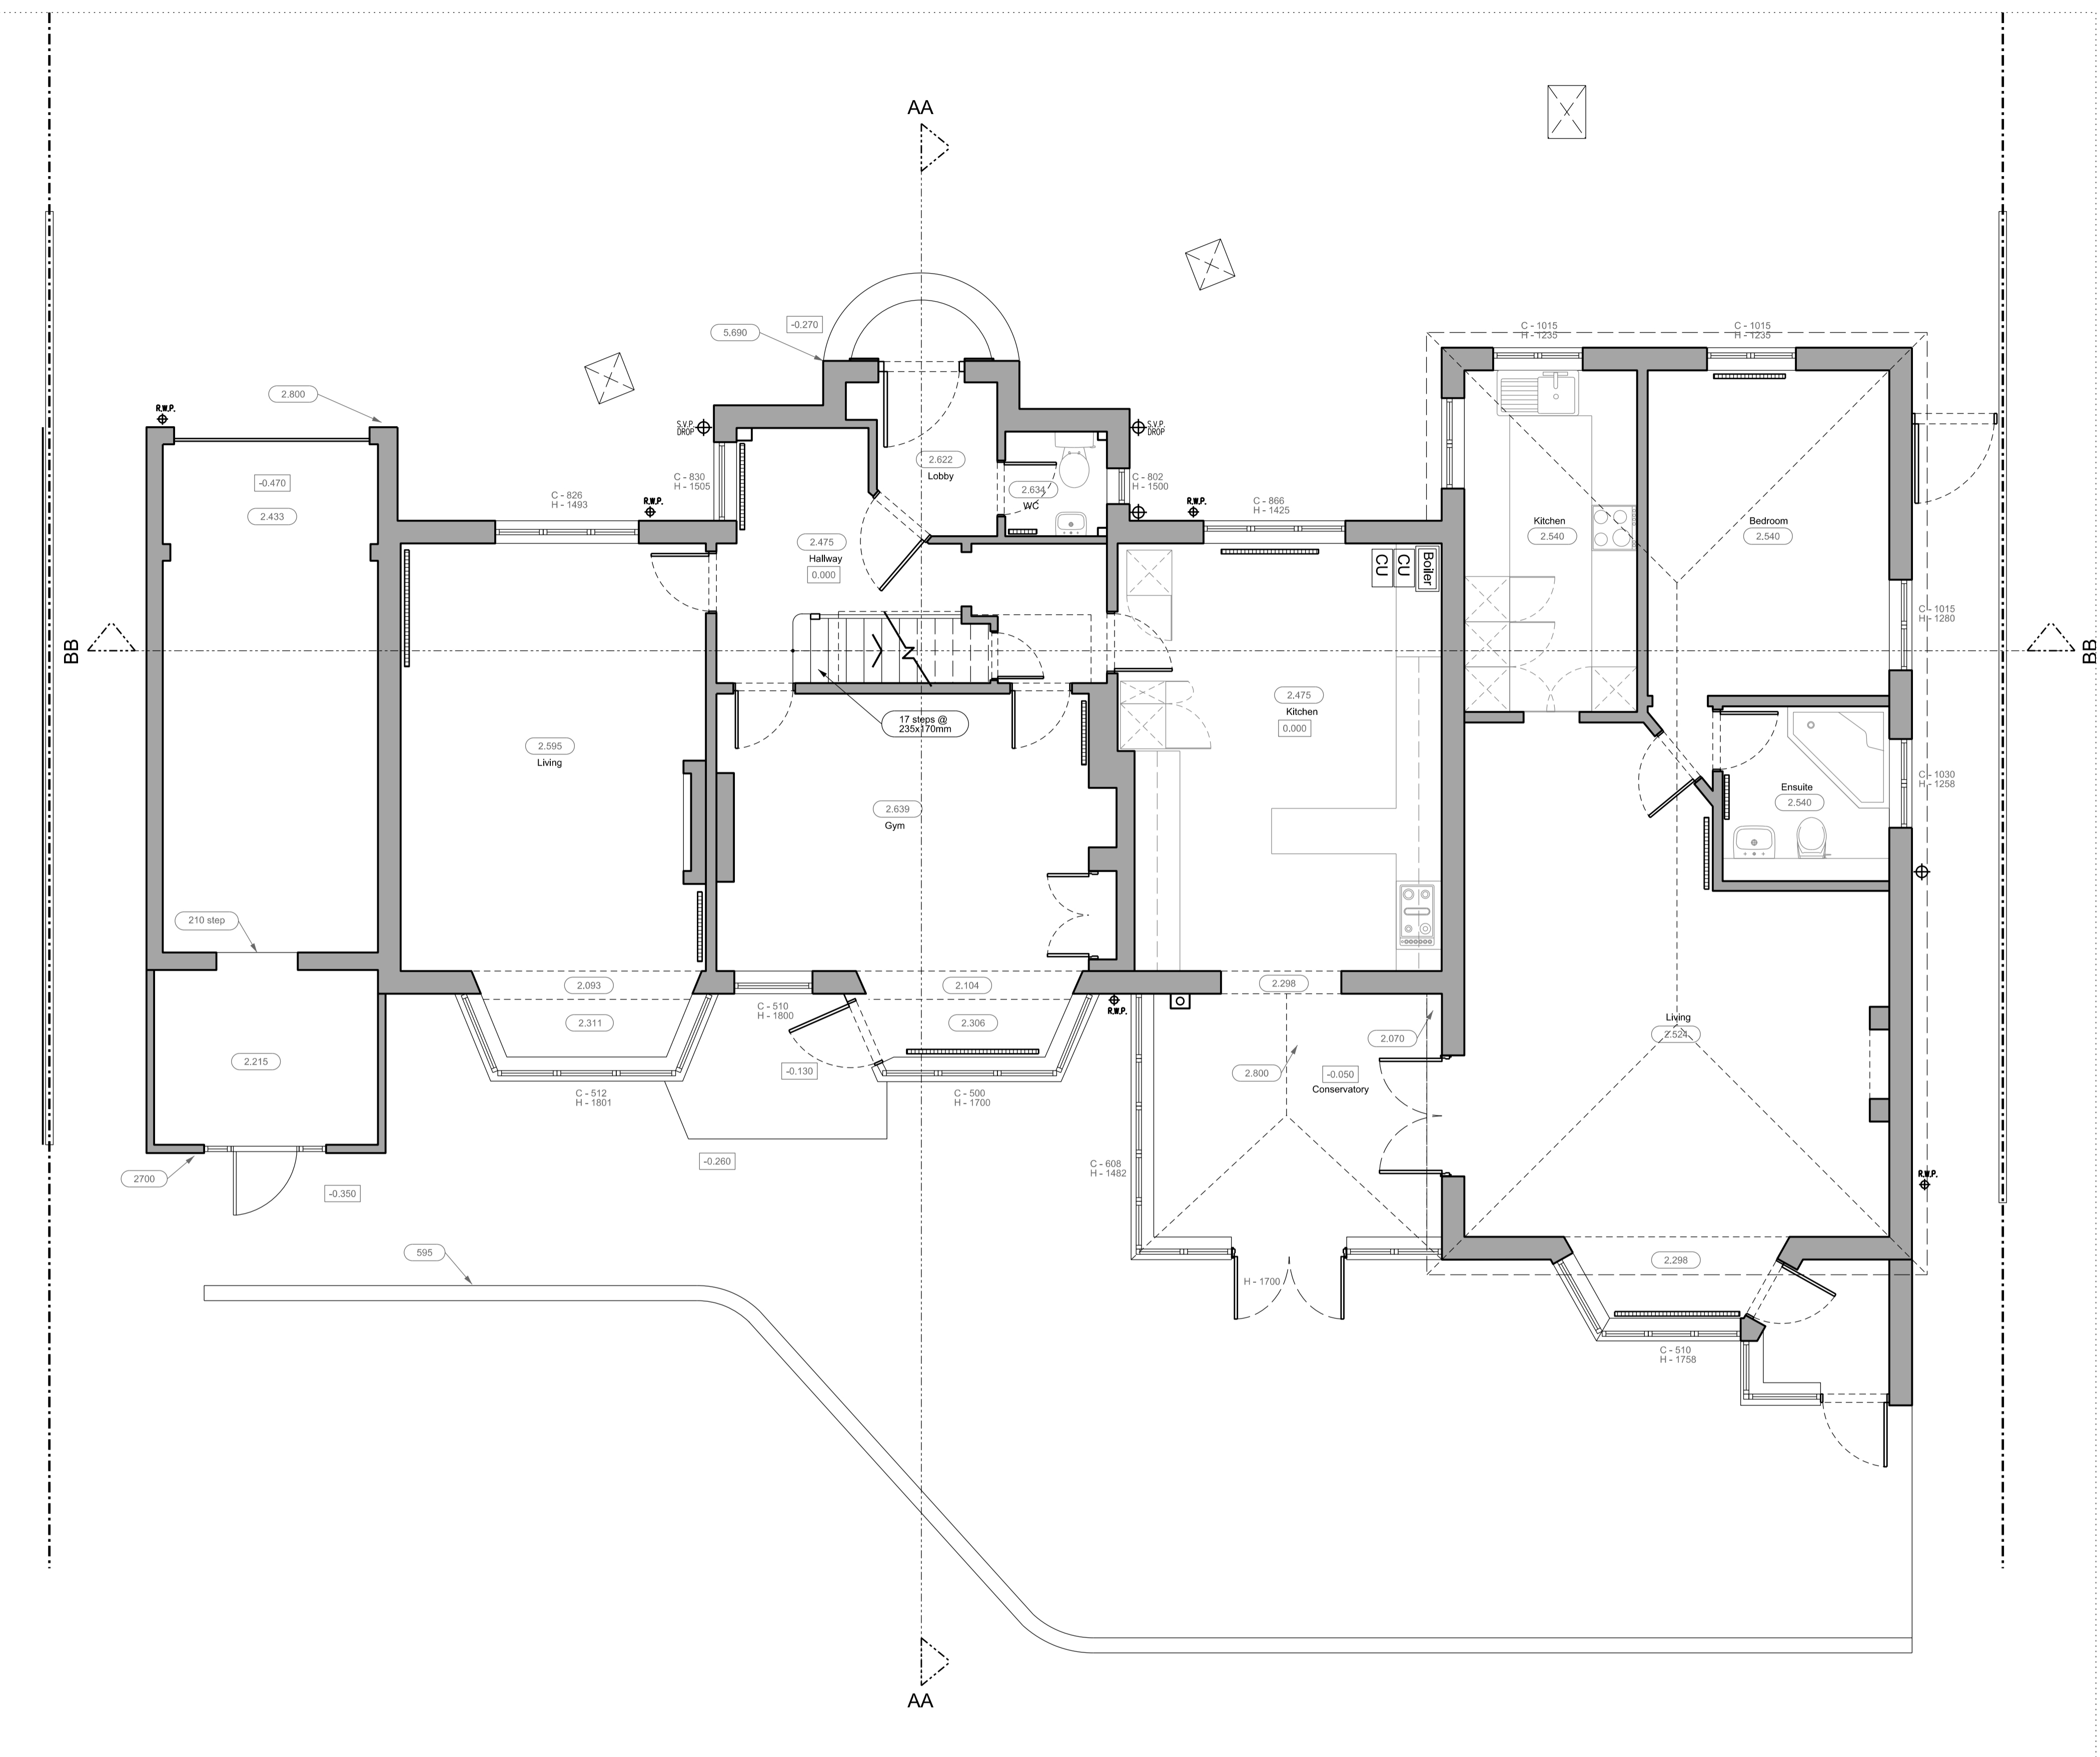 AA
5.690
-0.270
C - 1015
H - 1235
C - 1015
H - 1235
2.800
R.W.P.
S.V.P.
DROP
S.V.P.
DROP
2.622
Lobby
-0.470
C - 830
H - 1505
C - 802
H - 1500
2.634
WC
C - 826
H - 1493
R.W.P.
R.W.P.
C - 866
H - 1425
2.433
Kitchen
2.540
Bedroom
2.540
2.475
Hallway
0.000
CU
CU
Boiler
C - 1015
H - 1280
BB
BB
2.475
Kitchen
0.000
17 steps @
235x170mm
2.595
Living
C - 1030
H - 1258
Ensuite
2.540
2.639
Gym
210 step
2.093
2.104
2.298
C - 510
H - 1800
R.W.P.
2.311
2.306
Living
2.524
2.070
2.215
-0.130
2.800
-0.050
Conservatory
C - 512
H - 1801
C - 500
H - 1700
-0.260
C - 608
H - 1482
2700
-0.350
R.W.P.
595
2.298
H - 1700
C - 510
H - 1758
AA